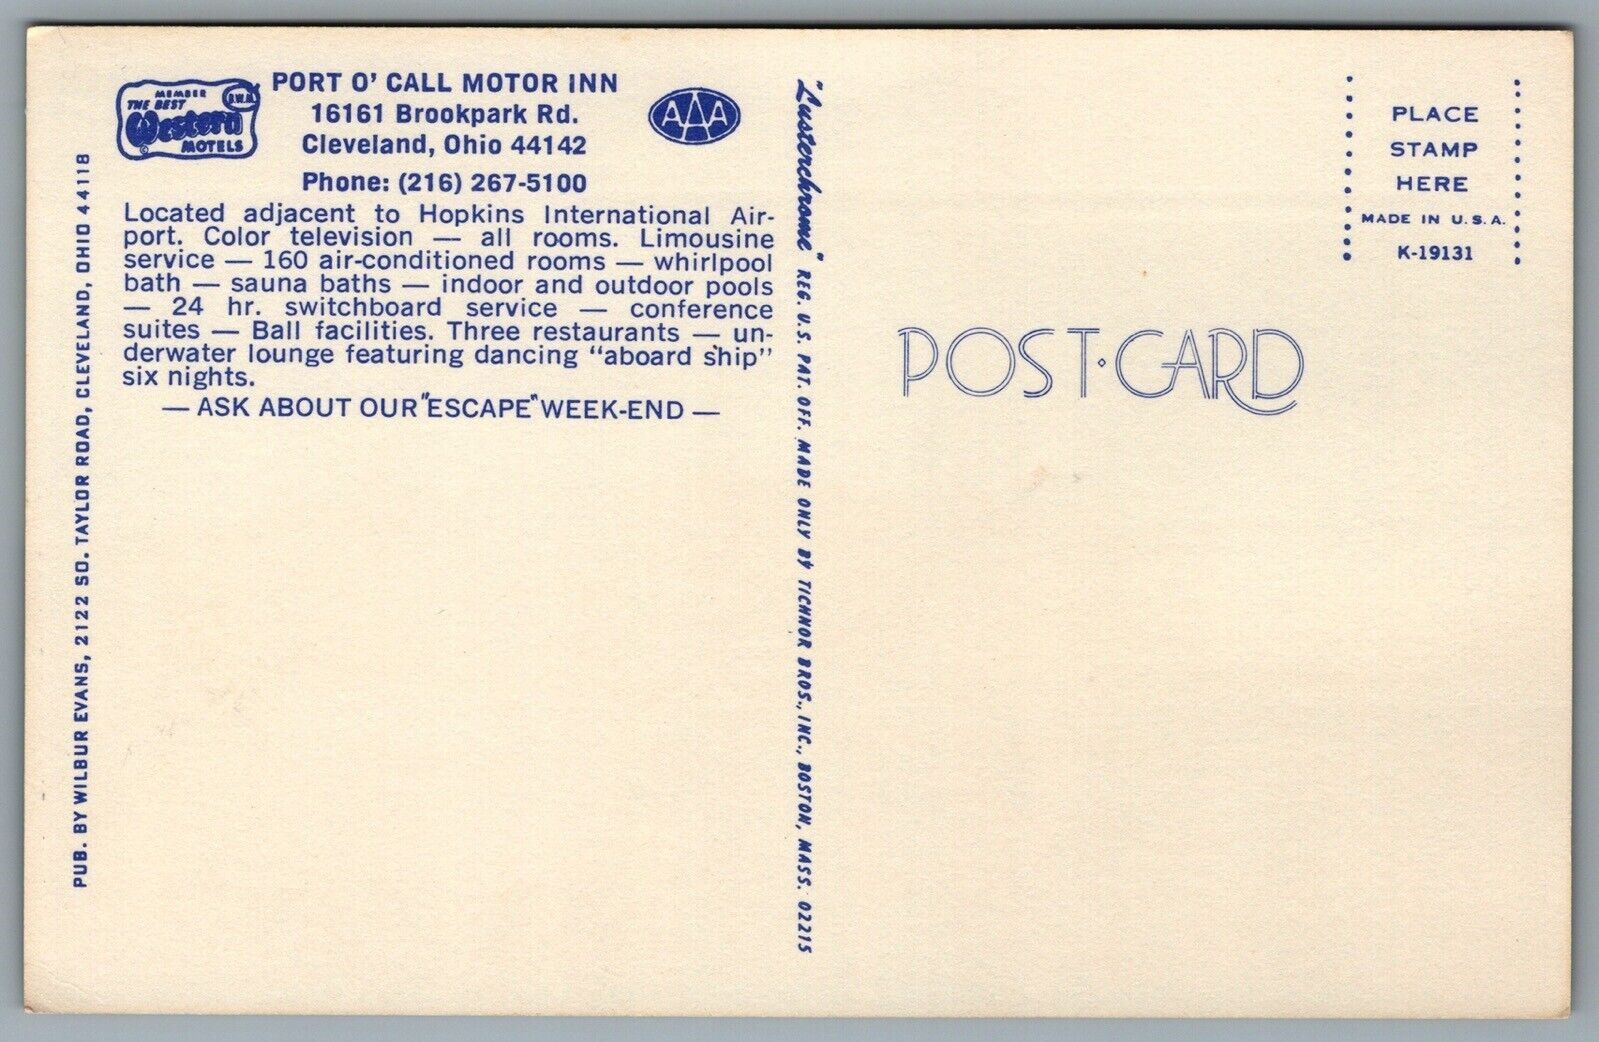 MEMBER
THE BEST
B.W.M.
Western
MOTELS
PORT O' CALL MOTOR INN
16161 Brookpark Rd.
Cleveland, Ohio 44142
Phone: (216) 267-5100
AAA
Located adjacent to Hopkins International Air-
port. Color television — all rooms. Limousine
service — 160 air-conditioned rooms — whirlpool
bath — sauna baths — indoor and outdoor pools
— 24 hr. switchboard service — conference
suites — Ball facilities. Three restaurants — un-
derwater lounge featuring dancing "aboard ship"
six nights.
— ASK ABOUT OUR "ESCAPE" WEEK-END —
PUB. BY WILBUR EVANS, 2122 SO. TAYLOR ROAD, CLEVELAND, OHIO 44118
"Lusterchrome" REG. U.S. PAT. OFF. MADE ONLY BY TICHNOR BROS., INC., BOSTON, MASS. 02215
POST·CARD
PLACE
STAMP
HERE
MADE IN U.S.A.
K-19131